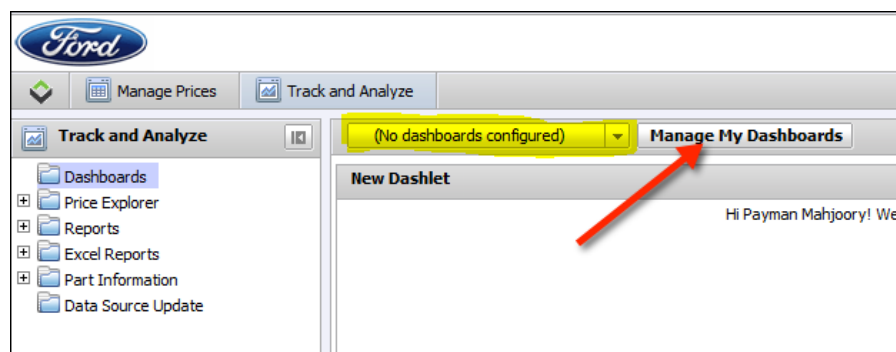 Ford
Manage Prices
Track and Analyze
Track and Analyze
(No dashboards configured)
Manage My Dashboards
Dashboards
Price Explorer
Reports
Excel Reports
Part Information
Data Source Update
New Dashlet
Hi Payman Mahjoory! We